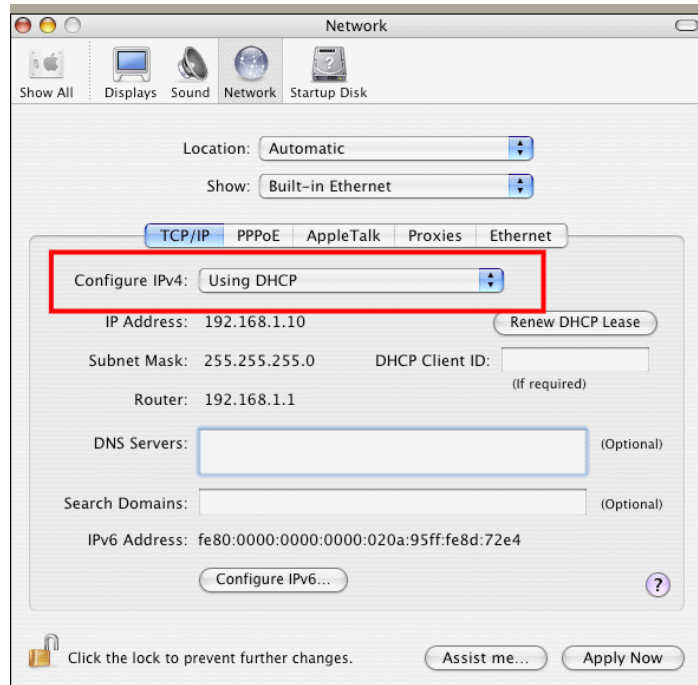 Network
Show All Displays Sound Network Startup Disk
Location: Automatic
Show: Built-in Ethernet
TCP/IP PPPoE AppleTalk Proxies Ethernet
Configure IPv4: Using DHCP
IP Address: 192.168.1.10 Renew DHCP Lease
Subnet Mask: 255.255.255.0 DHCP Client ID:
(If required)
Router: 192.168.1.1
DNS Servers: (Optional)
Search Domains: (Optional)
IPv6 Address: fe80:0000:0000:0000:020a:95ff:fe8d:72e4
Configure IPv6... ?
Click the lock to prevent further changes. Assist me... Apply Now